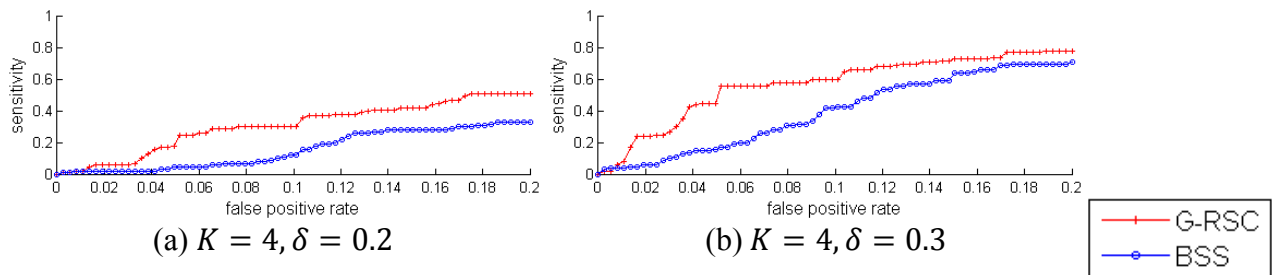 1
0.8
0.6
0.4
0.2
0
sensitivity
0 0.02 0.04 0.06 0.08 0.1 0.12 0.14 0.16 0.18 0.2
false positive rate
(a) K = 4, δ = 0.2
1
0.8
0.6
0.4
0.2
0
sensitivity
0 0.02 0.04 0.06 0.08 0.1 0.12 0.14 0.16 0.18 0.2
false positive rate
(b) K = 4, δ = 0.3
G-RSC
BSS